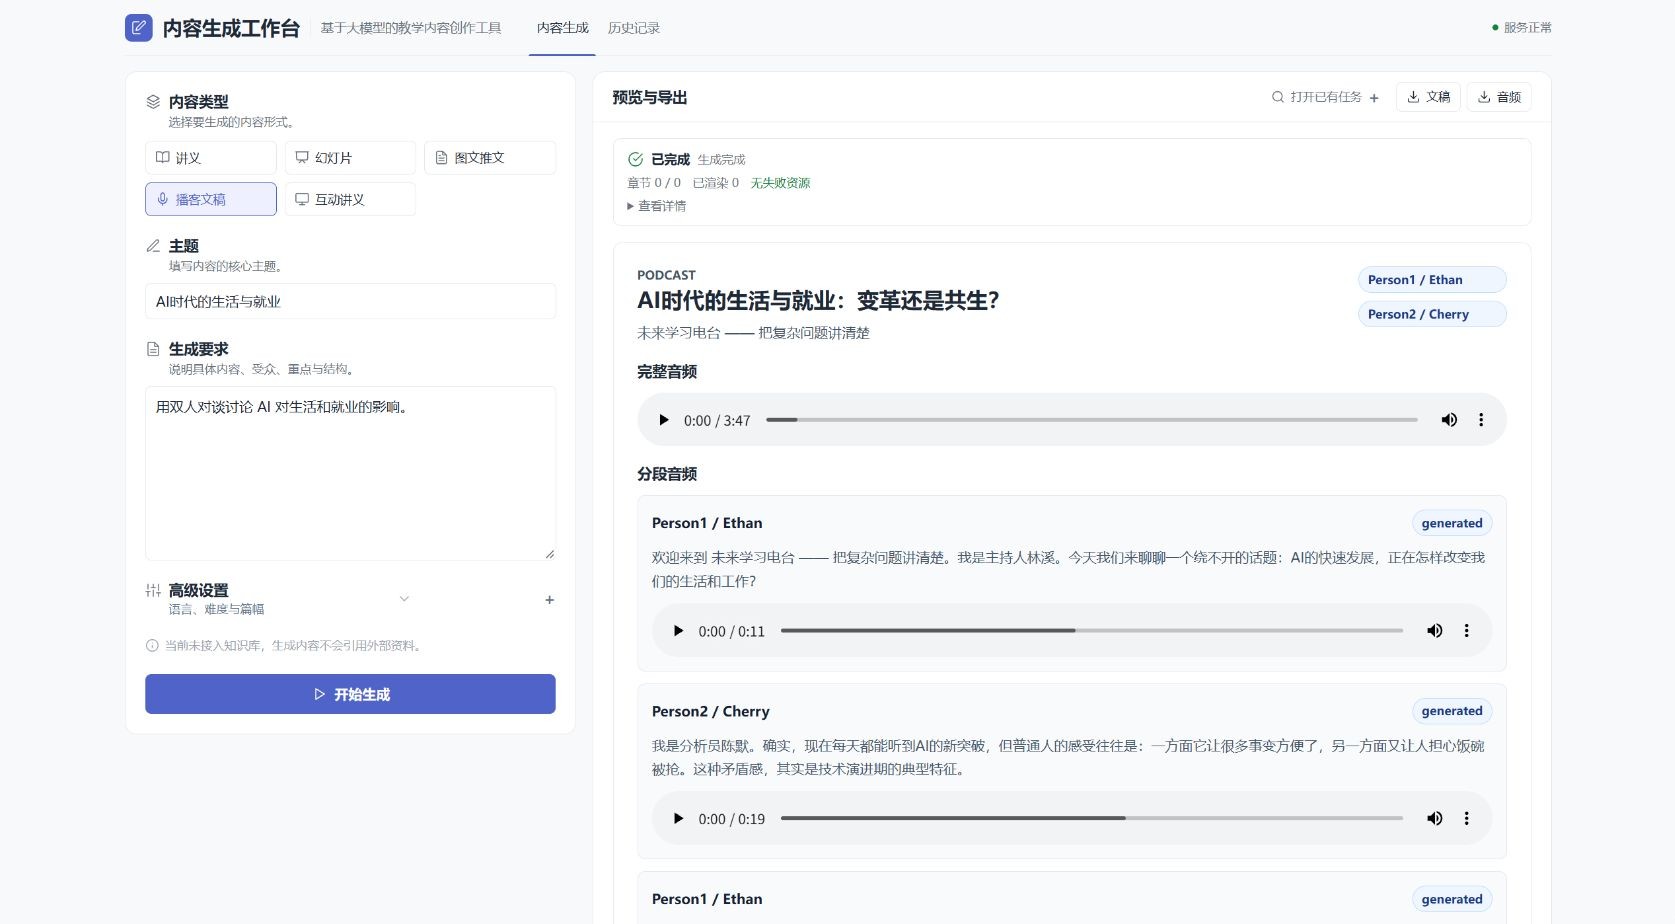 内容生成工作台
基于大模型的教学内容创作工具
内容生成
历史记录
服务正常
内容类型
选择要生成的内容形式。
讲义
幻灯片
图文推文
播客文稿
互动讲义
主题
填写内容的核心主题。
AI时代的生活与就业
生成要求
说明具体内容、受众、重点与结构。
用双人对谈讨论 AI 对生活和就业的影响。
高级设置
语言、难度与篇幅
当前未接入知识库，生成内容不会引用外部资料。
开始生成
预览与导出
打开已有任务 +
文稿
音频
已完成 生成完成
章节 0 / 0 已渲染 0 无失败资源
查看详情
PODCAST
AI时代的生活与就业：变革还是共生？
未来学习电台 —— 把复杂问题讲清楚
Person1 / Ethan
Person2 / Cherry
完整音频
0:00 / 3:47
分段音频
Person1 / Ethan
generated
欢迎来到 未来学习电台 —— 把复杂问题讲清楚。我是主持人林溪。今天我们来聊聊一个绕不开的话题：AI的快速发展，正在怎样改变我
们的生活和工作？
0:00 / 0:11
Person2 / Cherry
generated
我是分析员陈默。确实，现在每天都能听到AI的新突破，但普通人的感受往往是：一方面它让很多事变方便了，另一方面又让人担心饭碗
被抢。这种矛盾感，其实是技术演进期的典型特征。
0:00 / 0:19
Person1 / Ethan
generated